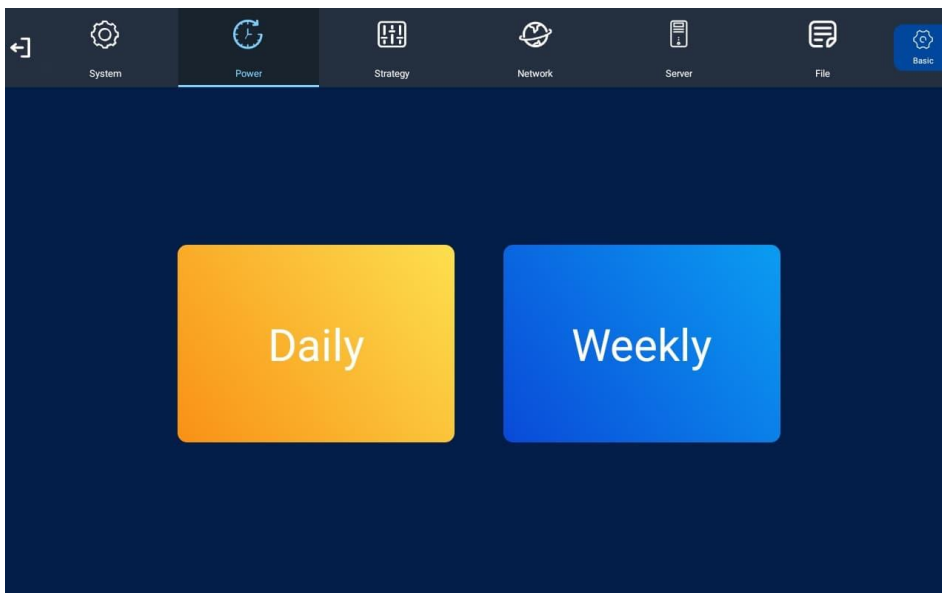 System
Power
Strategy
Network
Server
File
Basic
Daily
Weekly